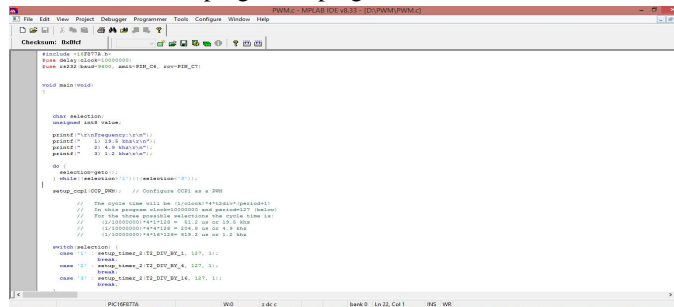 PWM.c - MPLAB IDE v8.33 - [D:\PWM\PWM.c]
File Edit View Project Debugger Programmer Tools Configure Window Help
Checksum: 0x0fcf
#include <16F877A.h>
#use delay(clock=10000000)
#use rs232(baud=9600, xmit=PIN_C6, rcv=PIN_C7)
void main(void)
{
char selection;
unsigned int8 value;
printf("\r\nFrequency:\r\n");
printf("    1) 19.5 khz\r\n");
printf("    2) 4.9 khz\r\n");
printf("    3) 1.2 khz\r\n");
do {
selection=getc();
} while((selection<'1')||(selection>'3'));
setup_ccp1(CCP_PWM);   // Configure CCP1 as a PWM
//    The cycle time will be (1/clock)*4*t2div*(period+1)
//    In this program clock=10000000 and period=127 (below)
//    For the three possible selections the cycle time is:
//    (1/10000000)*4*1*128 =  51.2 us or 19.5 khz
//    (1/10000000)*4*4*128 = 204.8 us or 4.9 khz
//    (1/10000000)*4*16*128= 819.2 us or 1.2 khz
switch(selection) {
case '1' : setup_timer_2(T2_DIV_BY_1, 127, 1);
break;
case '2' : setup_timer_2(T2_DIV_BY_4, 127, 1);
break;
case '3' : setup_timer_2(T2_DIV_BY_16, 127, 1);
break;
PIC16F877A W:0 z dc c bank 0 Ln 22, Col 1 INS WR